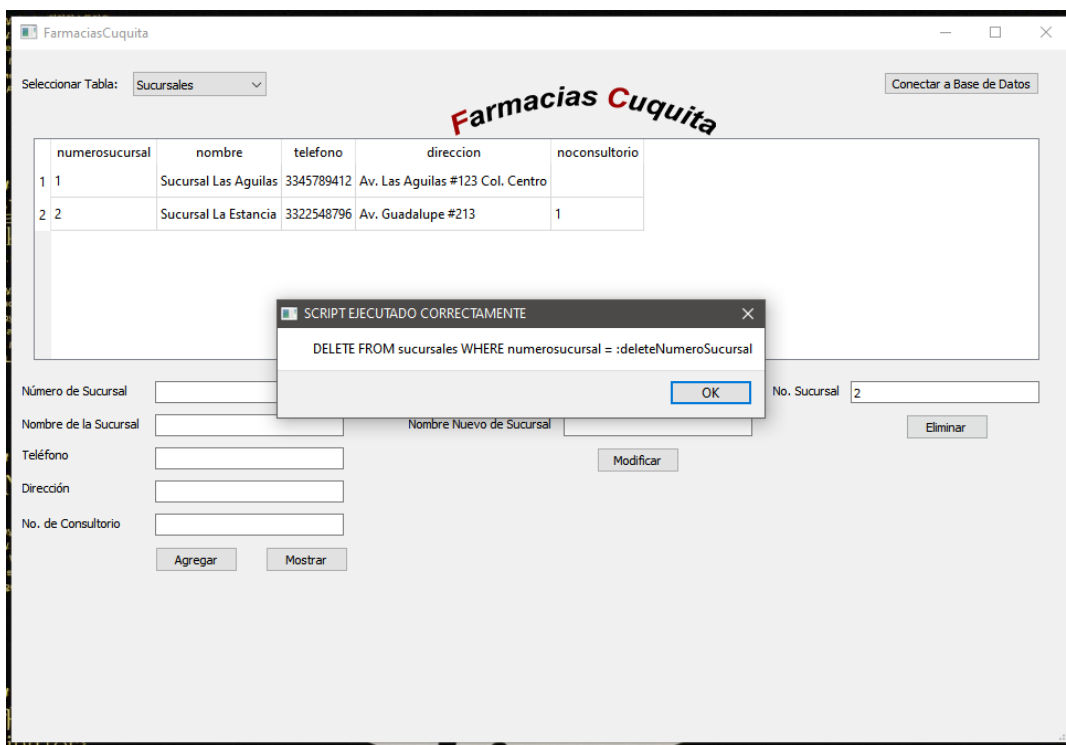 FarmaciasCuquita
Seleccionar Tabla: Sucursales Conectar a Base de Datos
Farmacias Cuquita
numerosucursal nombre telefono direccion noconsultorio
1 1 Sucursal Las Aguilas 3345789412 Av. Las Aguilas #123 Col. Centro
2 2 Sucursal La Estancia 3322548796 Av. Guadalupe #213 1
SCRIPT EJECUTADO CORRECTAMENTE
DELETE FROM sucursales WHERE numerosucursal = :deleteNumeroSucursal
OK
Número de Sucursal No. Sucursal 2
Nombre de la Sucursal Nombre Nuevo de Sucursal Eliminar
Teléfono Modificar
Dirección
No. de Consultorio
Agregar Mostrar